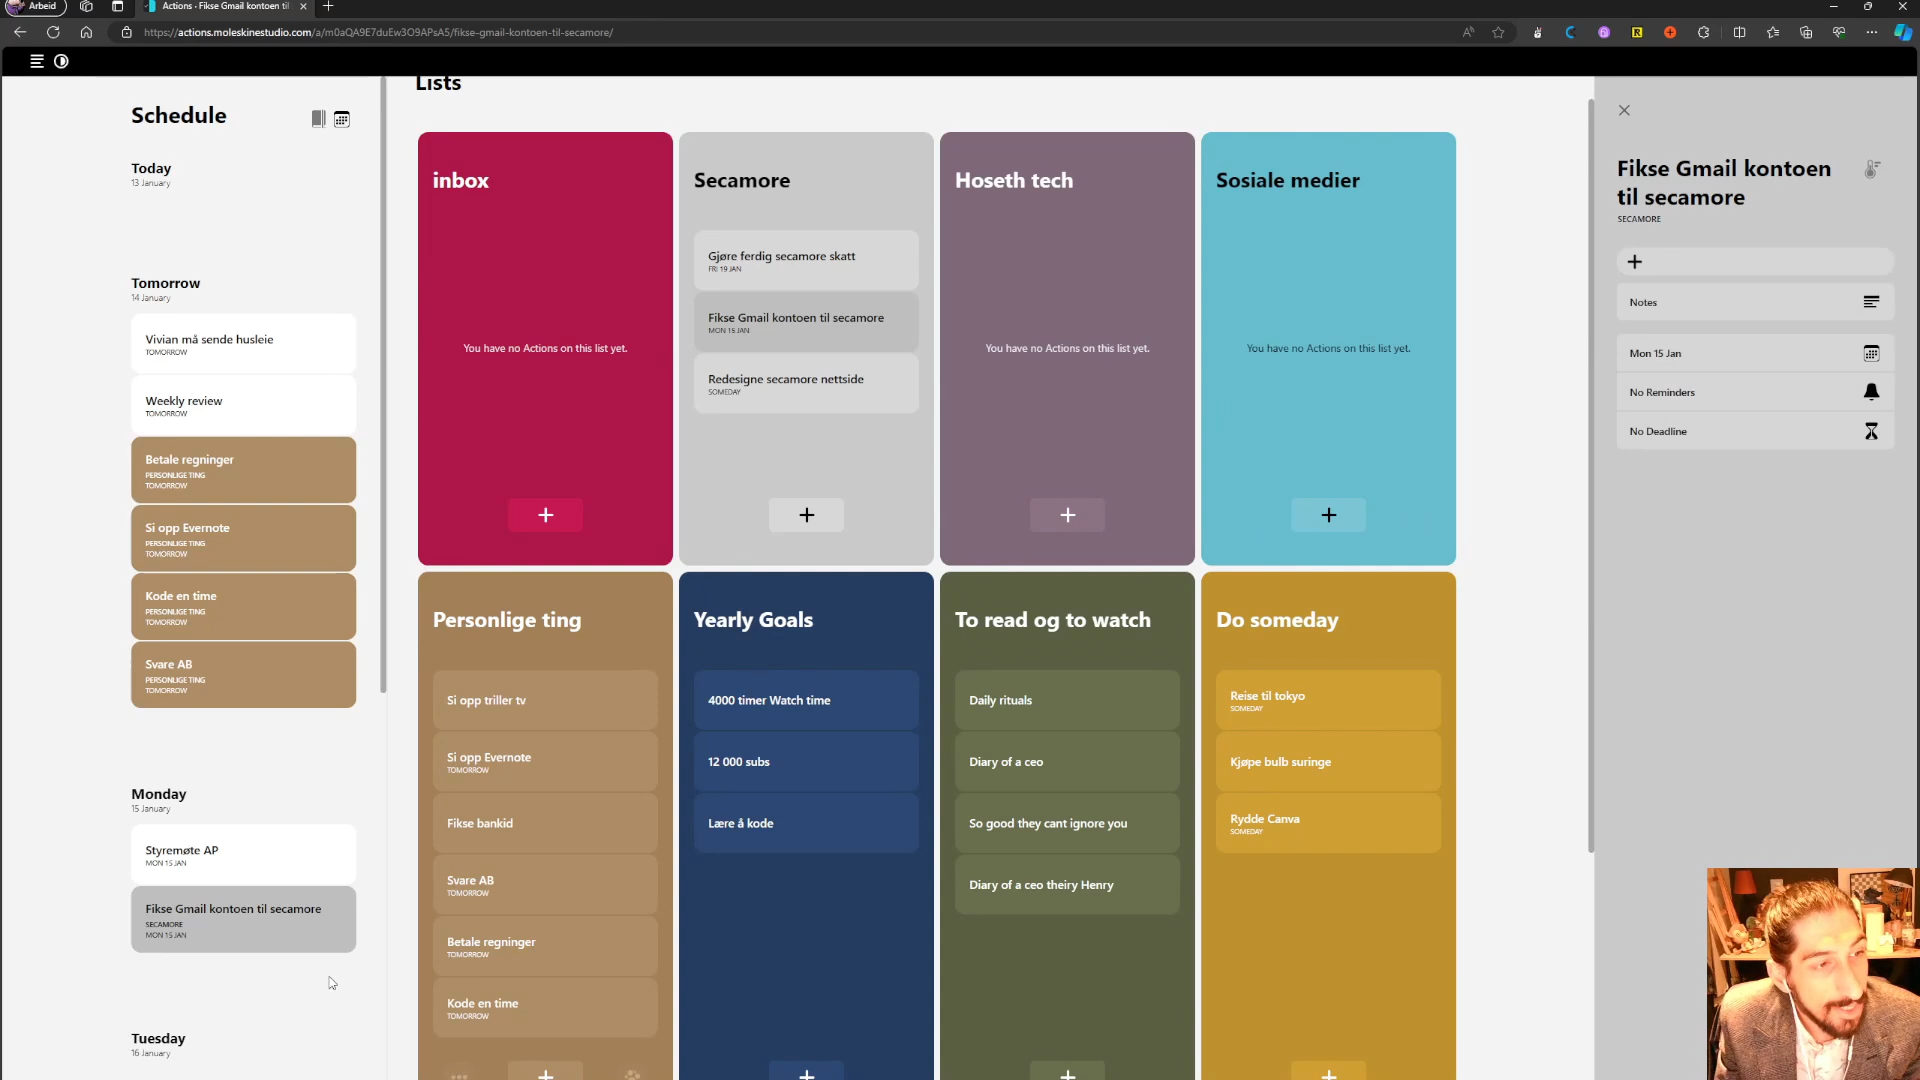 Arbeid
Actions · Fikse Gmail kontoen til
https://actions.moleskinestudio.com/a/m0aQA9E7duEw3O9APsA5/fikse-gmail-kontoen-til-secamore/
Schedule
Today
13 January
Tomorrow
14 January
Vivian må sende husleie
TOMORROW
Weekly review
TOMORROW
Betale regninger
PERSONLIGE TING
TOMORROW
Si opp Evernote
PERSONLIGE TING
TOMORROW
Kode en time
PERSONLIGE TING
TOMORROW
Svare AB
PERSONLIGE TING
TOMORROW
Monday
15 January
Styremøte AP
MON 15 JAN
Fikse Gmail kontoen til secamore
SECAMORE
MON 15 JAN
Tuesday
16 January
Lists
inbox
You have no Actions on this list yet.
Secamore
Gjøre ferdig secamore skatt
FRI 19 JAN
Fikse Gmail kontoen til secamore
MON 15 JAN
Redesigne secamore nettside
SOMEDAY
Hoseth tech
You have no Actions on this list yet.
Sosiale medier
You have no Actions on this list yet.
Personlige ting
Si opp triller tv
Si opp Evernote
TOMORROW
Fikse bankid
Svare AB
TOMORROW
Betale regninger
TOMORROW
Kode en time
TOMORROW
Yearly Goals
4000 timer Watch time
12 000 subs
Lære å kode
To read og to watch
Daily rituals
Diary of a ceo
So good they cant ignore you
Diary of a ceo theiry Henry
Do someday
Reise til tokyo
SOMEDAY
Kjøpe bulb suringe
Rydde Canva
SOMEDAY
Fikse Gmail kontoen
til secamore
SECAMORE
Notes
Mon 15 Jan
No Reminders
No Deadline